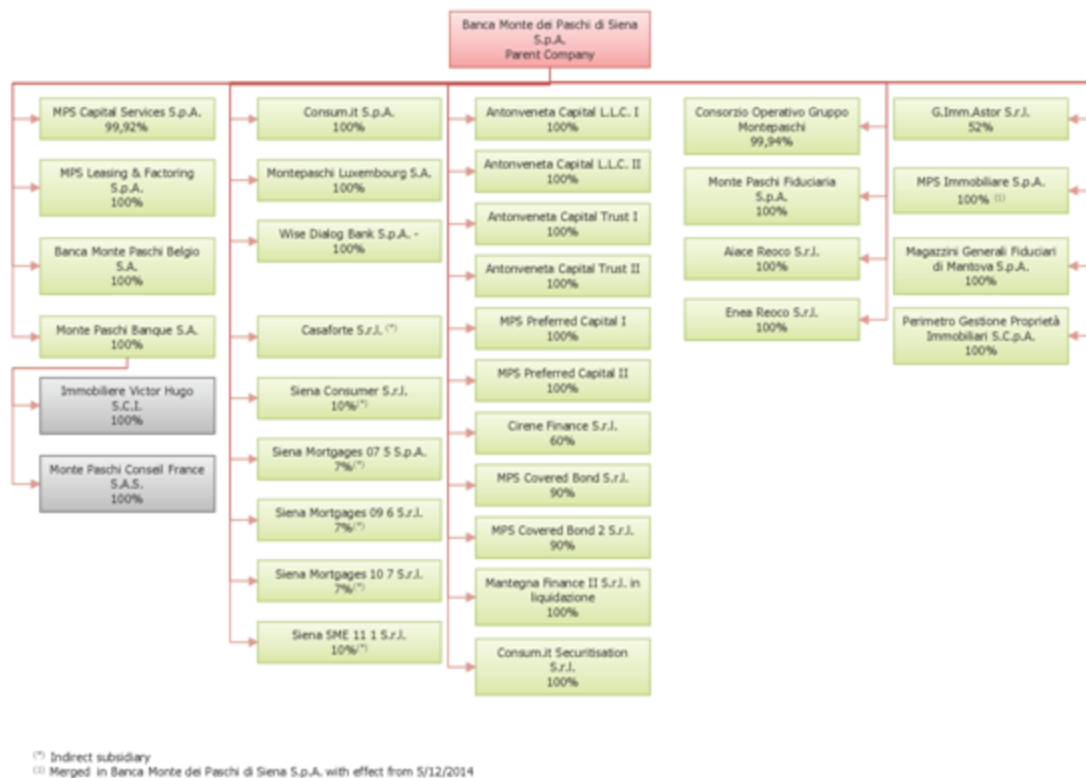 Banca Monte dei Paschi di Siena
S.p.A.
Parent Company
MPS Capital Services S.p.A.
99,92%
MPS Leasing & Factoring
S.p.A.
100%
Banca Monte Paschi Belgio
S.A.
100%
Monte Paschi Banque S.A.
100%
Immobiliere Victor Hugo
S.C.I.
100%
Monte Paschi Conseil France
S.A.S.
100%
Consum.it S.p.A.
100%
Montepaschi Luxembourg S.A.
100%
Wise Dialog Bank S.p.A. -
100%
Casaforte S.r.l. (*)
Siena Consumer S.r.l.
10%(*)
Siena Mortgages 07 5 S.p.A.
7%(*)
Siena Mortgages 09 6 S.r.l.
7%(*)
Siena Mortgages 10 7 S.r.l.
7%(*)
Siena SME 11 1 S.r.l.
10%(*)
Antonveneta Capital L.L.C. I
100%
Antonveneta Capital L.L.C. II
100%
Antonveneta Capital Trust I
100%
Antonveneta Capital Trust II
100%
MPS Preferred Capital I
100%
MPS Preferred Capital II
100%
Cirene Finance S.r.l.
60%
MPS Covered Bond S.r.l.
90%
MPS Covered Bond 2 S.r.l.
90%
Mantegna Finance II S.r.l. in
liquidazione
100%
Consum.it Securitisation
S.r.l.
100%
Consorzio Operativo Gruppo
Montepaschi
99,94%
Monte Paschi Fiduciaria
S.p.A.
100%
Aiace Reoco S.r.l.
100%
Enea Reoco S.r.l.
100%
G.Imm.Astor S.r.l.
52%
MPS Immobiliare S.p.A.
100% (1)
Magazzini Generali Fiduciari
di Mantova S.p.A.
100%
Perimetro Gestione Proprietà
Immobiliari S.C.p.A.
100%
(*) Indirect subsidiary
(1) Merged in Banca Monte dei Paschi di Siena S.p.A. with effect from 5/12/2014